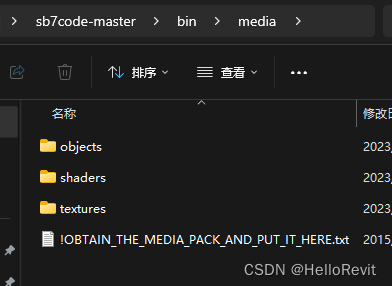 sb7code-master > bin > media >
排序 查看 •••
名称 修改日
objects 2023
shaders 2023
textures 2023
!OBTAIN_THE_MEDIA_PACK_AND_PUT_IT_HERE.txt 2015
CSDN @HelloRevit